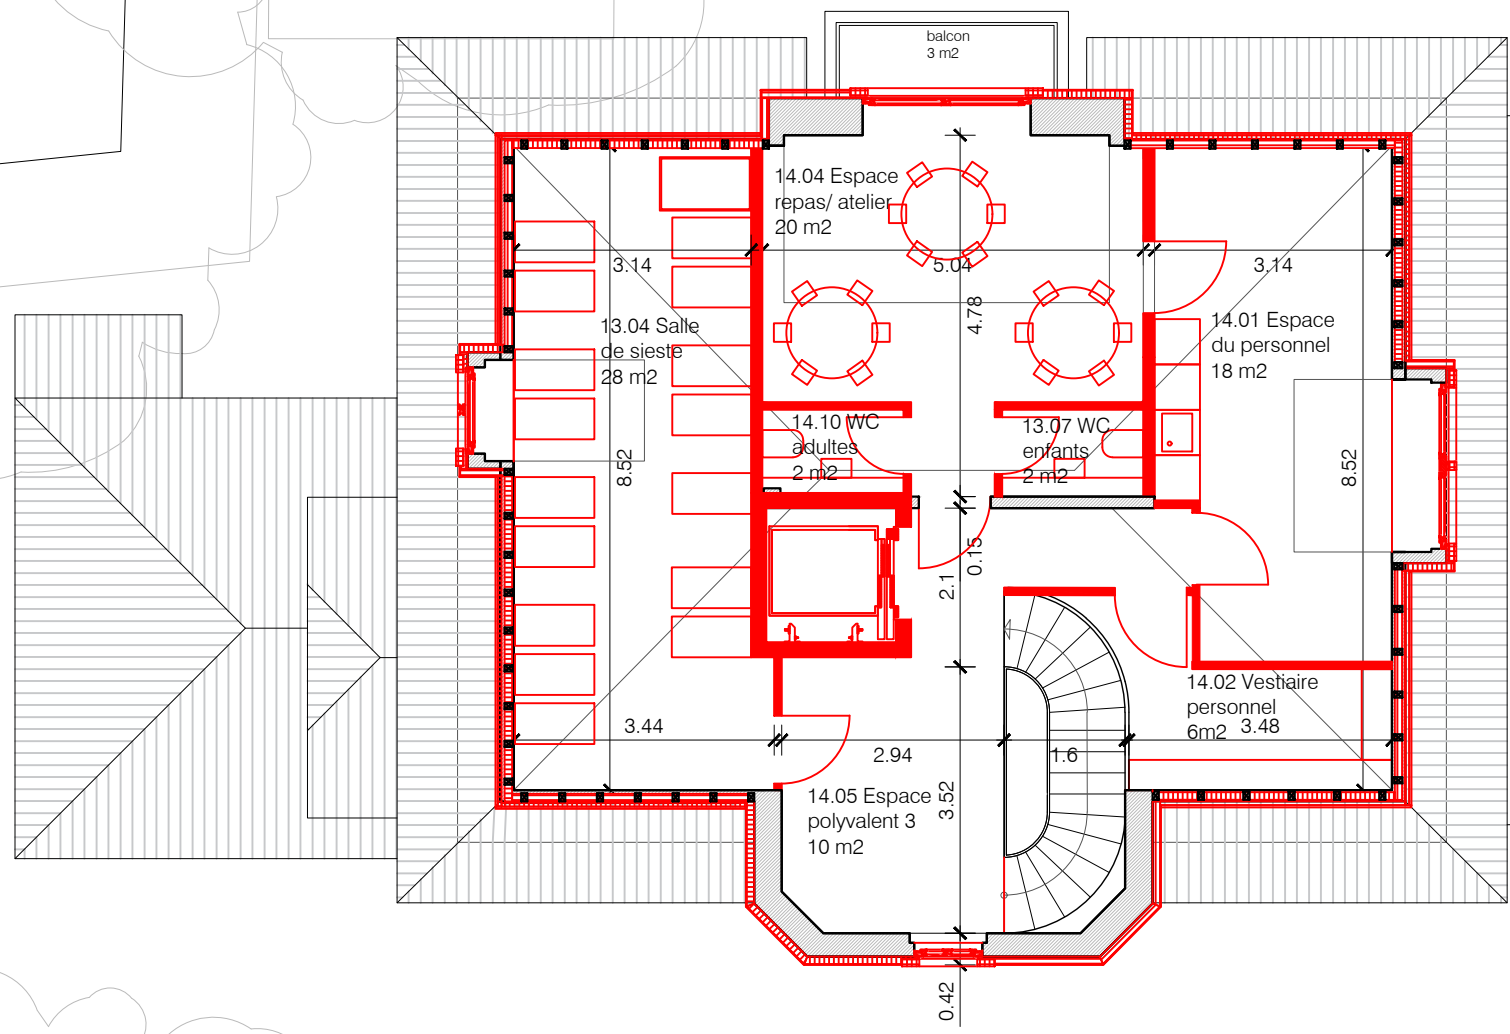 balcon
3 m2
14.04 Espace
repas/ atelier
20 m2
3.14
5.04
3.14
4.78
13.04 Salle
de sieste
28 m2
14.01 Espace
du personnel
18 m2
14.10 WC
adultes
2 m2
13.07 WC
enfants
2 m2
8.52
8.52
0.15
2.1
14.02 Vestiaire
personnel
6m2
3.48
3.44
2.94
1.6
3.52
14.05 Espace
polyvalent 3
10 m2
0.42